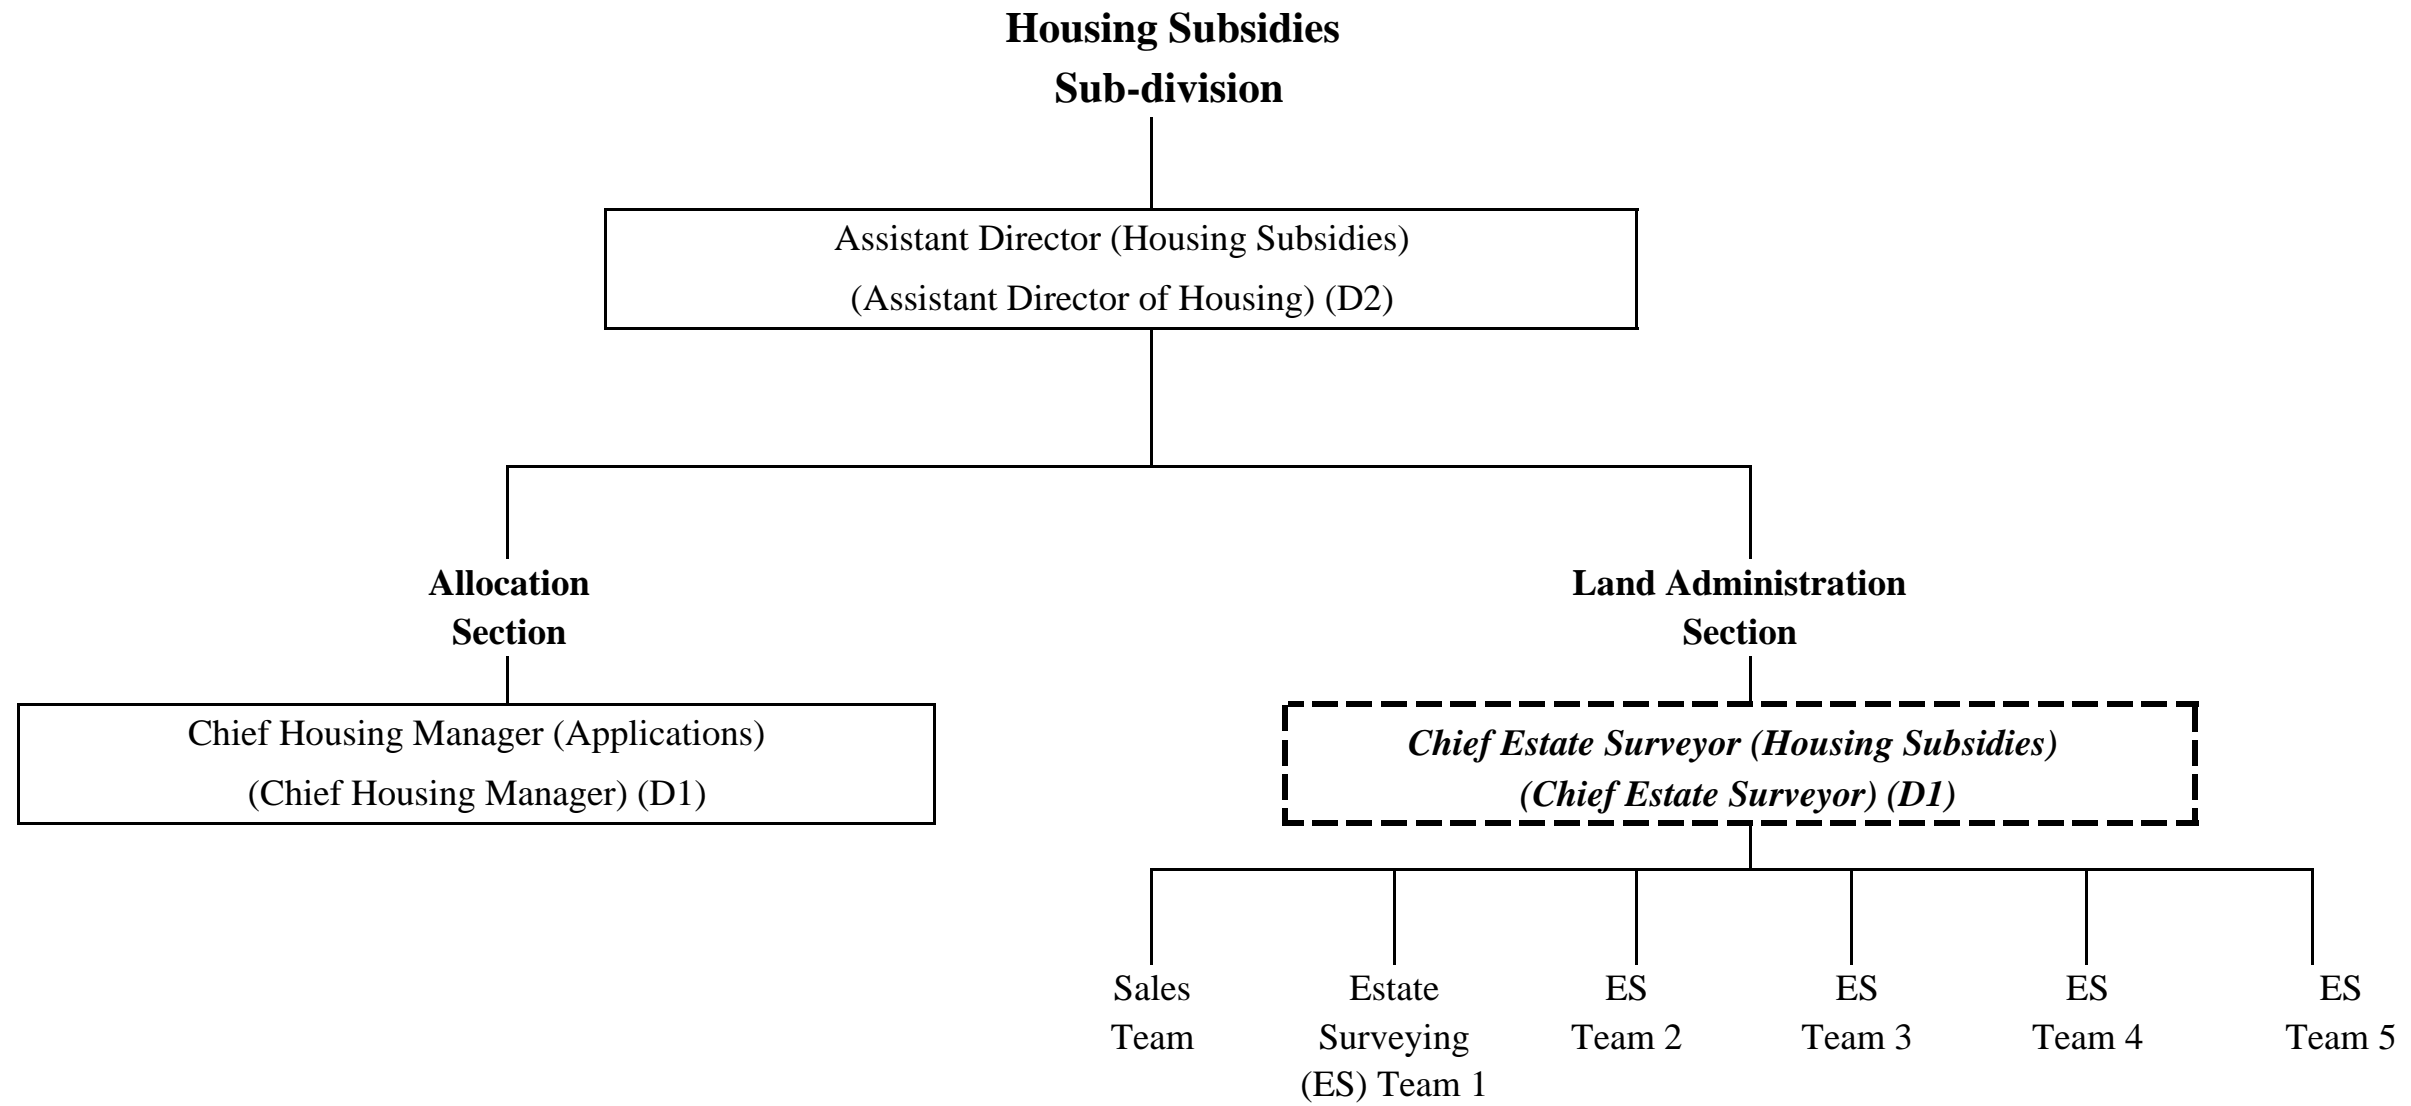 Housing Subsidies
Sub-division
Assistant Director (Housing Subsidies)
(Assistant Director of Housing) (D2)
Allocation
Section
Land Administration
Section
Chief Housing Manager (Applications)
(Chief Housing Manager) (D1)
Chief Estate Surveyor (Housing Subsidies)
(Chief Estate Surveyor) (D1)
Sales
Team
Estate
Surveying
(ES) Team 1
ES
Team 2
ES
Team 3
ES
Team 4
ES
Team 5